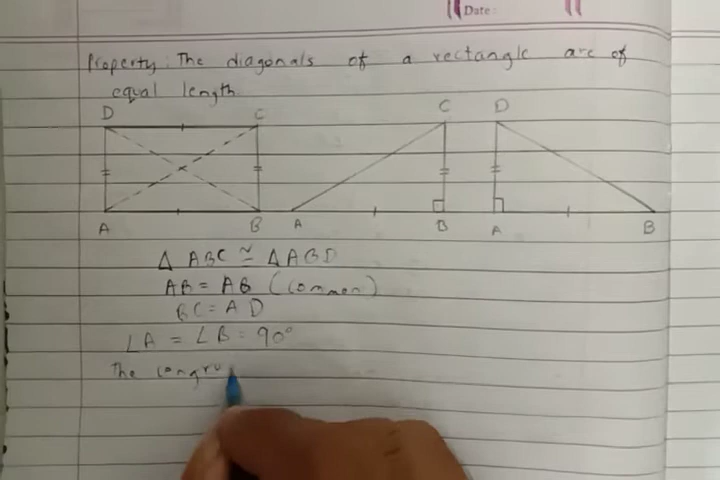 Date:
Property: The diagonals of a rectangle are of
equal length
D C C D
A B A B A B
Δ ABC ≅ Δ ABD
AB = AB (common)
BC = AD
∠A = ∠B = 90°
The congru